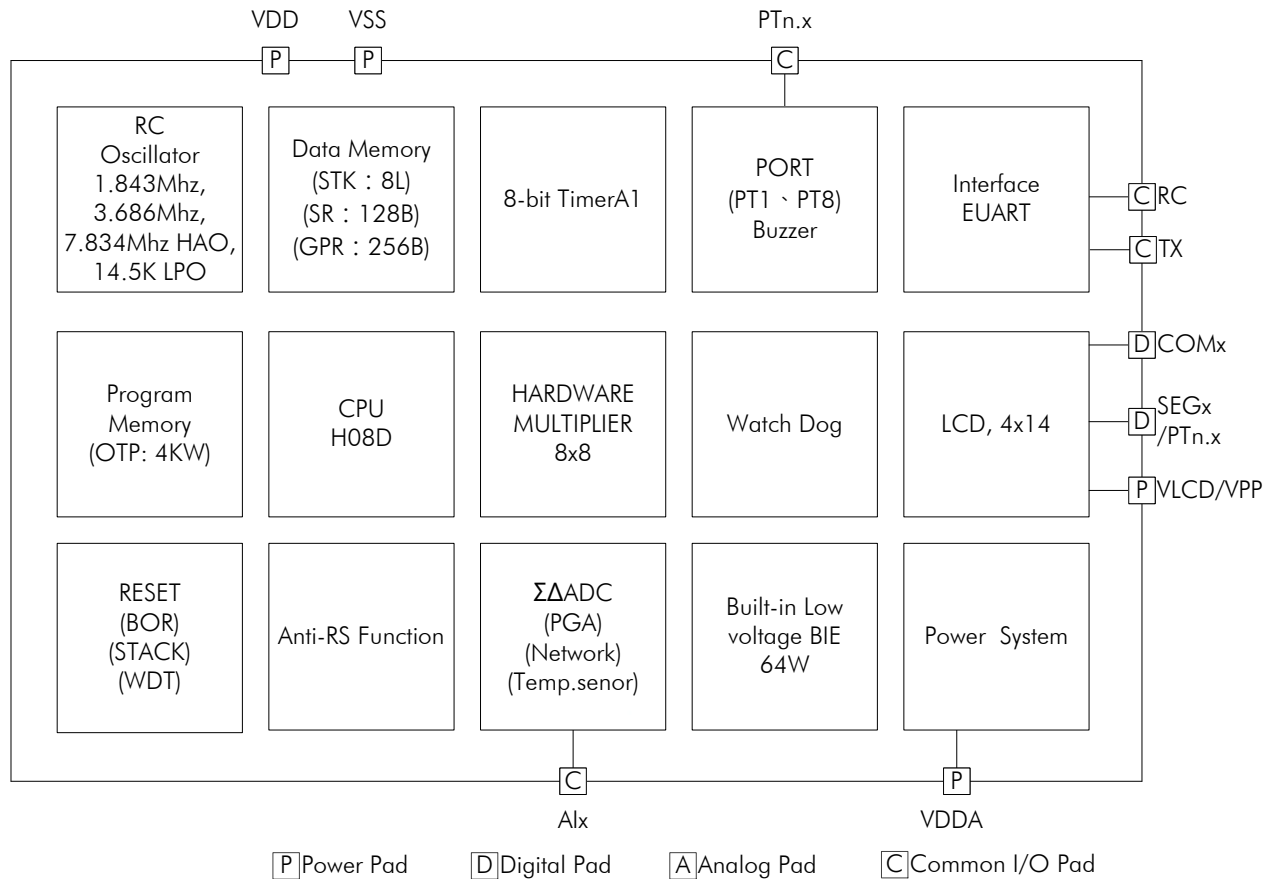 VDD
VSS
PTn.x
P
P
C
RC
Oscillator
1.843Mhz,
3.686Mhz,
7.834Mhz HAO,
14.5K LPO
Data Memory
(STK : 8L)
(SR : 128B)
(GPR : 256B)
8-bit TimerA1
PORT
(PT1、PT8)
Buzzer
Interface
EUART
C RC
C TX
Program
Memory
(OTP: 4KW)
CPU
H08D
HARDWARE
MULTIPLIER
8x8
Watch Dog
LCD, 4x14
D COMx
D SEGx
/PTn.x
P VLCD/VPP
RESET
(BOR)
(STACK)
(WDT)
Anti-RS Function
ΣΔADC
(PGA)
(Network)
(Temp.senor)
Built-in Low
voltage BIE
64W
Power System
C
P
AIx
VDDA
P Power Pad
D Digital Pad
A Analog Pad
C Common I/O Pad